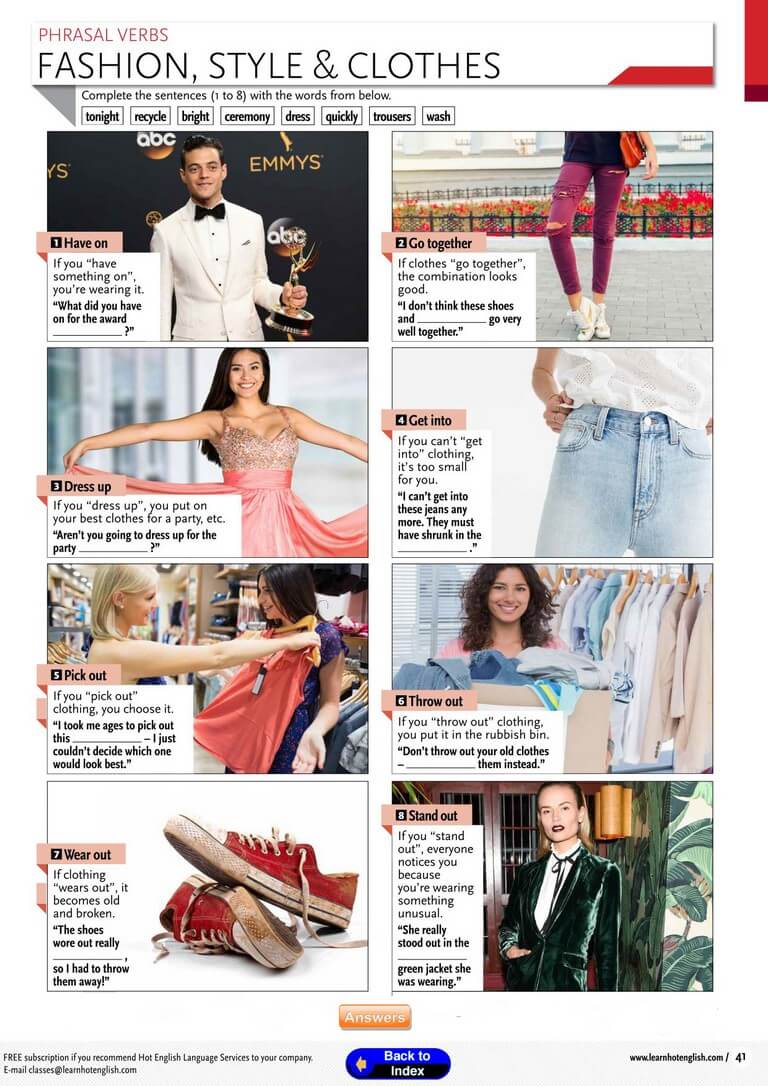 PHRASAL VERBS
FASHION, STYLE & CLOTHES
Complete the sentences (1 to 8) with the words from below.
tonight recycle bright ceremony dress quickly trousers wash
abc
YS
EMMYS
abc
1 Have on
If you “have
something on”,
you’re wearing it.
“What did you have
on for the award
____________ ?”
2 Go together
If clothes “go together”,
the combination looks
good.
“I don’t think these shoes
and ____________ go very
well together.”
3 Dress up
If you “dress up”, you put on
your best clothes for a party, etc.
“Aren’t you going to dress up for the
party ____________ ?”
4 Get into
If you can’t “get
into” clothing,
it’s too small
for you.
“I can’t get into
these jeans any
more. They must
have shrunk in the
____________ .”
5 Pick out
If you “pick out”
clothing, you choose it.
“I took me ages to pick out
this ____________ – I just
couldn’t decide which one
would look best.”
6 Throw out
If you “throw out” clothing,
you put it in the rubbish bin.
“Don’t throw out your old clothes
– ____________ them instead.”
7 Wear out
If clothing
“wears out”, it
becomes old
and broken.
“The shoes
wore out really
____________ ,
so I had to throw
them away!”
8 Stand out
If you “stand
out”, everyone
notices you
because
you’re wearing
something
unusual.
“She really
stood out in the
____________
green jacket she
was wearing.”
Answers
FREE subscription if you recommend Hot English Language Services to your company.
E-mail classes@learnhotenglish.com
Back to
Index
www.learnhotenglish.com / 41